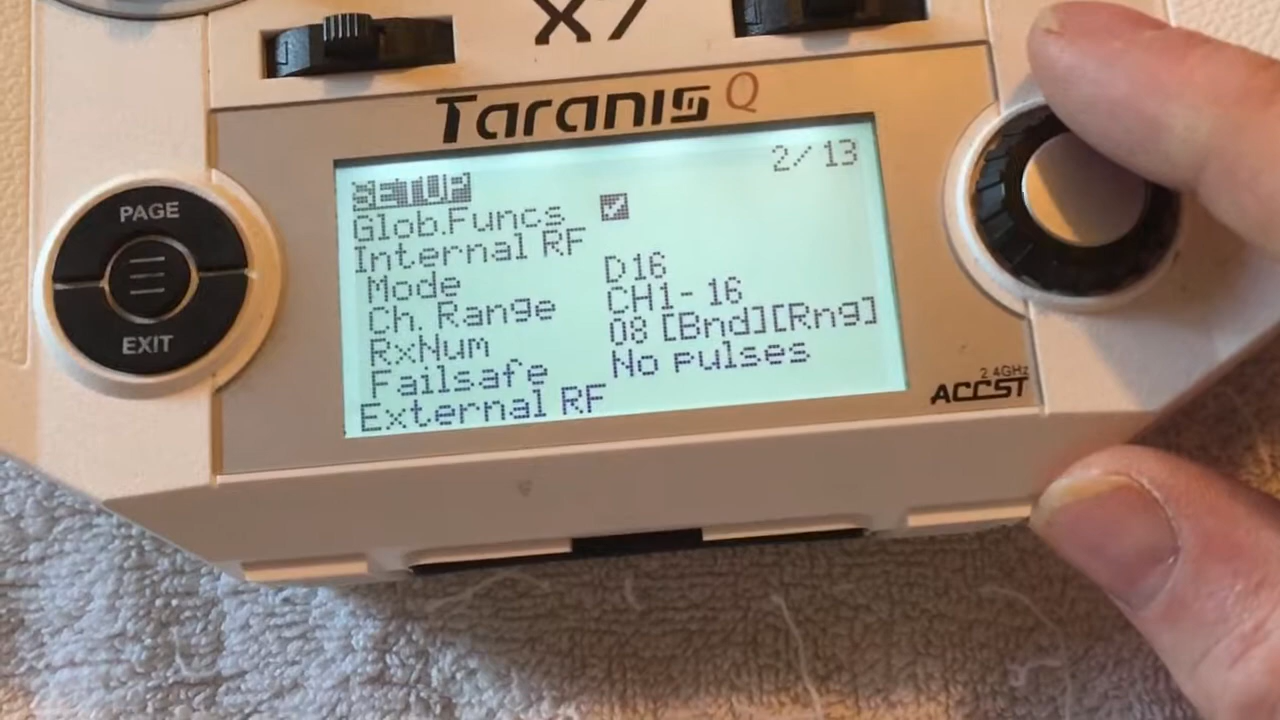 X7
Taranis Q
PAGE
EXIT
SETUP 2/13
Glob.Funcs
Internal RF
Mode D16
Ch. Range CH1-16
RxNum 08 [Bnd][Rng]
Failsafe No pulses
External RF
2.4GHz
ACCST